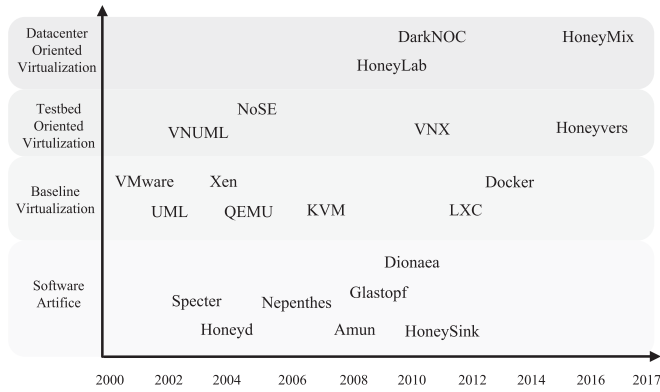 Datacenter
Oriented
Virtualization
DarkNOC
HoneyMix
HoneyLab
Testbed
Oriented
Virtulization
NoSE
VNUML
VNX
Honeyvers
Baseline
Virtualization
VMware
Xen
Docker
UML
QEMU
KVM
LXC
Software
Artifice
Dionaea
Glastopf
Specter
Nepenthes
Honeyd
Amun
HoneySink
2000 2002 2004 2006 2008 2010 2012 2014 2016 2017